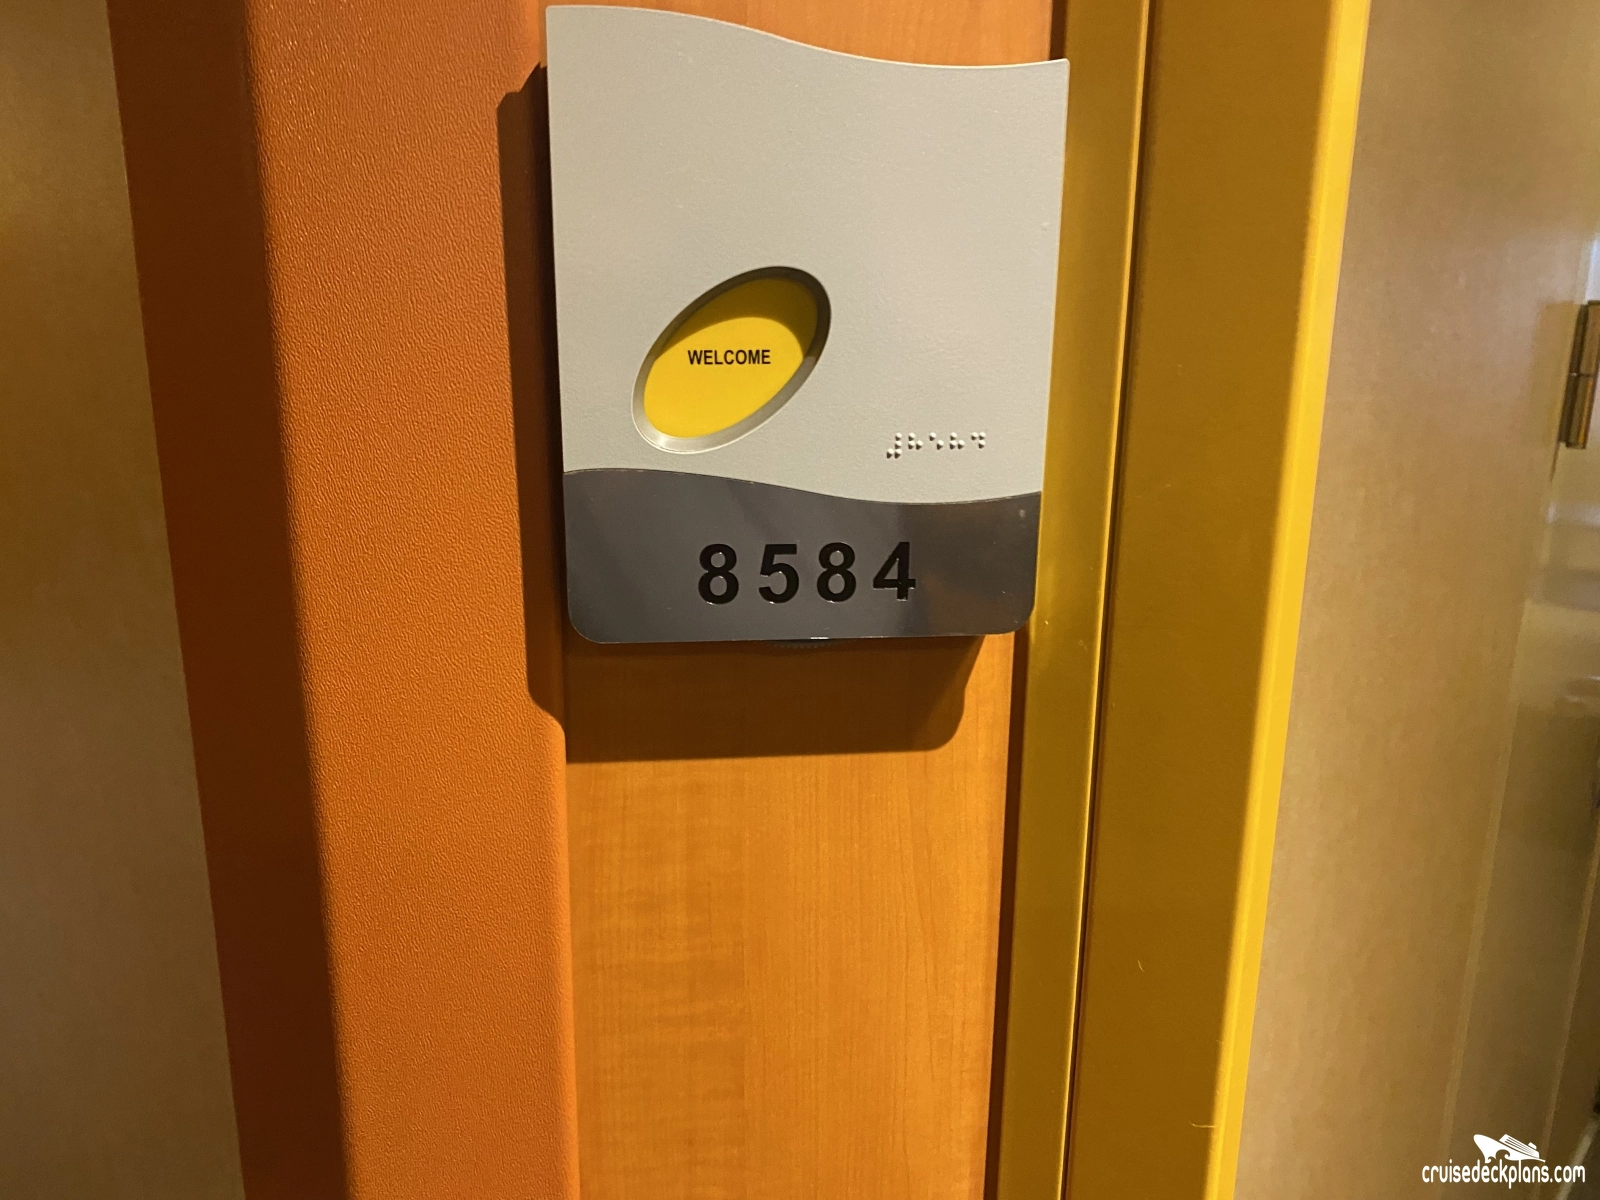 WELCOME
⠼⠓⠑⠓⠙
8584
cruisedeckplans.com